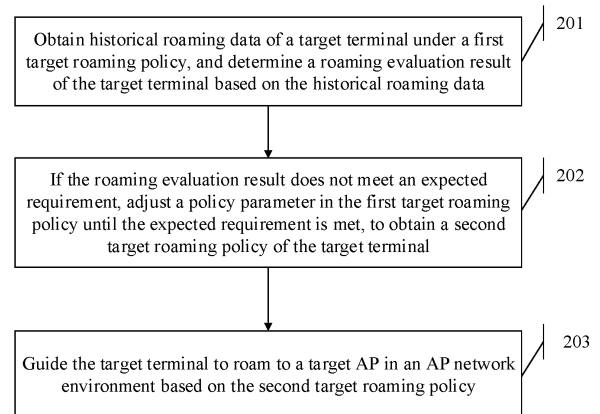 201
Obtain historical roaming data of a target terminal under a first
target roaming policy, and determine a roaming evaluation result
of the target terminal based on the historical roaming data
202
If the roaming evaluation result does not meet an expected
requirement, adjust a policy parameter in the first target roaming
policy until the expected requirement is met, to obtain a second
target roaming policy of the target terminal
203
Guide the target terminal to roam to a target AP in an AP network
environment based on the second target roaming policy